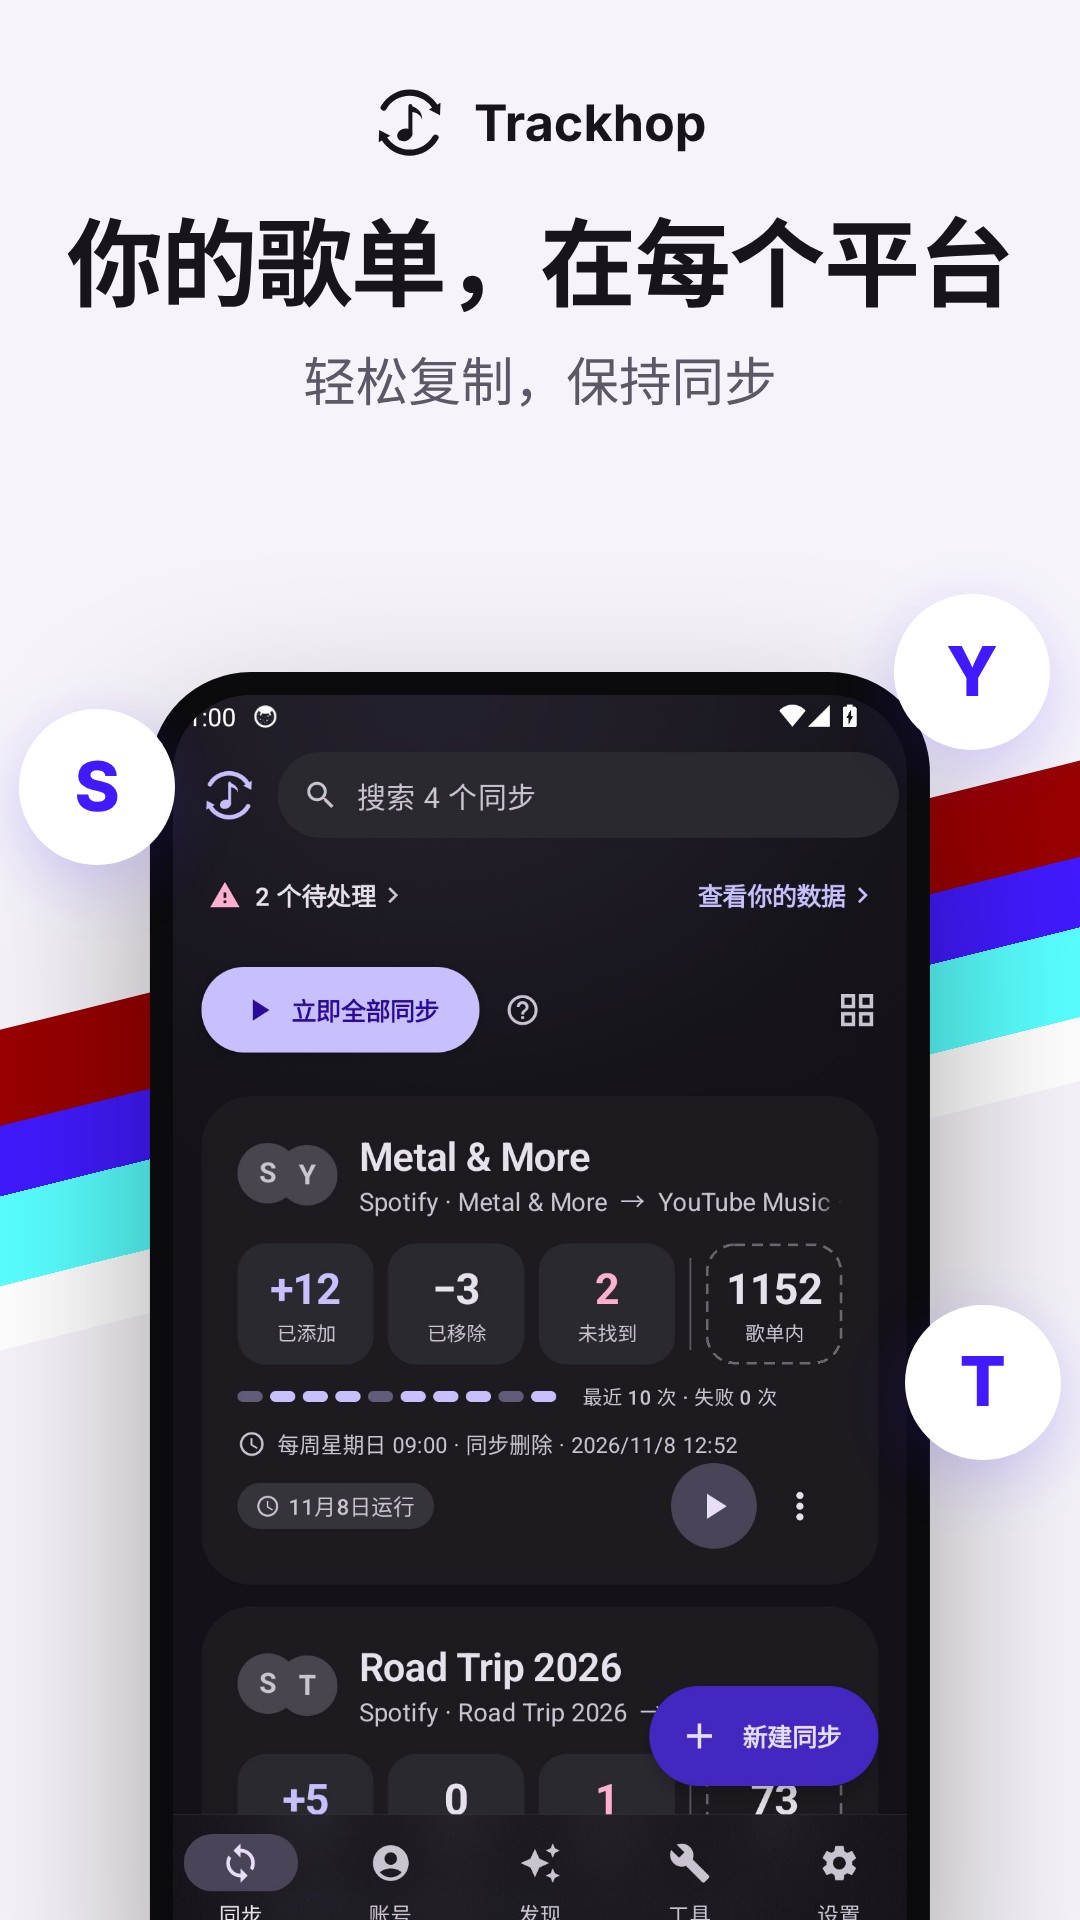 Trackhop
你的歌单，在每个平台
轻松复制，保持同步
Y
S
:00
搜索 4 个同步
2 个待处理
查看你的数据
立即全部同步
S Y
Metal & More
Spotify · Metal & More → YouTube Music
+12
−3
2
1152
已添加
已移除
未找到
歌单内
T
最近 10 次 · 失败 0 次
每周星期日 09:00 · 同步删除 · 2026/11/8 12:52
11月8日运行
S T
Road Trip 2026
Spotify · Road Trip 2026 →
新建同步
+5
0
1
73
同步
账号
发现
工具
设置